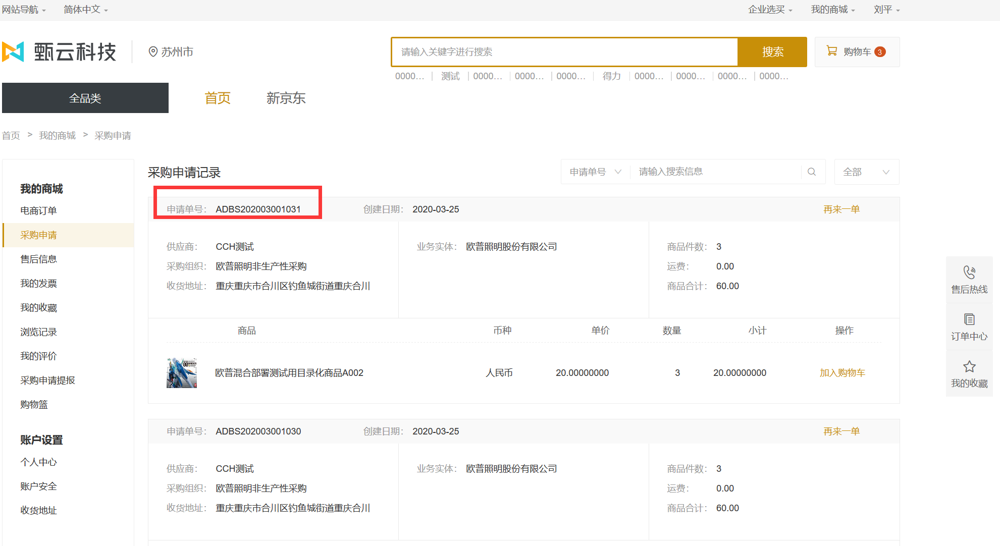 网站导航 简体中文 企业选买 我的商城 刘平
甄云科技 苏州市 请输入关键字进行搜索 搜索 购物车 3
0000... 测试 0000... 0000... 0000... 得力 0000... 0000... 0000... 0000...
全品类 首页 新京东
首页 > 我的商城 > 采购申请
我的商城
电商订单
采购申请
售后信息
我的发票
我的收藏
浏览记录
我的评价
采购申请提报
购物篮
账户设置
个人中心
账户安全
收货地址
采购申请记录 申请单号 请输入搜索信息 全部
申请单号： ADBS202003001031 创建日期： 2020-03-25 再来一单
供应商： CCH测试 业务实体： 欧普照明股份有限公司 商品件数： 3
采购组织： 欧普照明非生产性采购 运费： 0.00
收货地址： 重庆重庆市合川区钓鱼城街道重庆合川 商品合计： 60.00
商品 币种 单价 数量 小计 操作
欧普混合部署测试用目录化商品A002 人民币 20.00000000 3 20.00000000 加入购物车
申请单号： ADBS202003001030 创建日期： 2020-03-25 再来一单
供应商： CCH测试 业务实体： 欧普照明股份有限公司 商品件数： 3
采购组织： 欧普照明非生产性采购 运费： 0.00
收货地址： 重庆重庆市合川区钓鱼城街道重庆合川 商品合计： 60.00
售后热线
订单中心
我的收藏